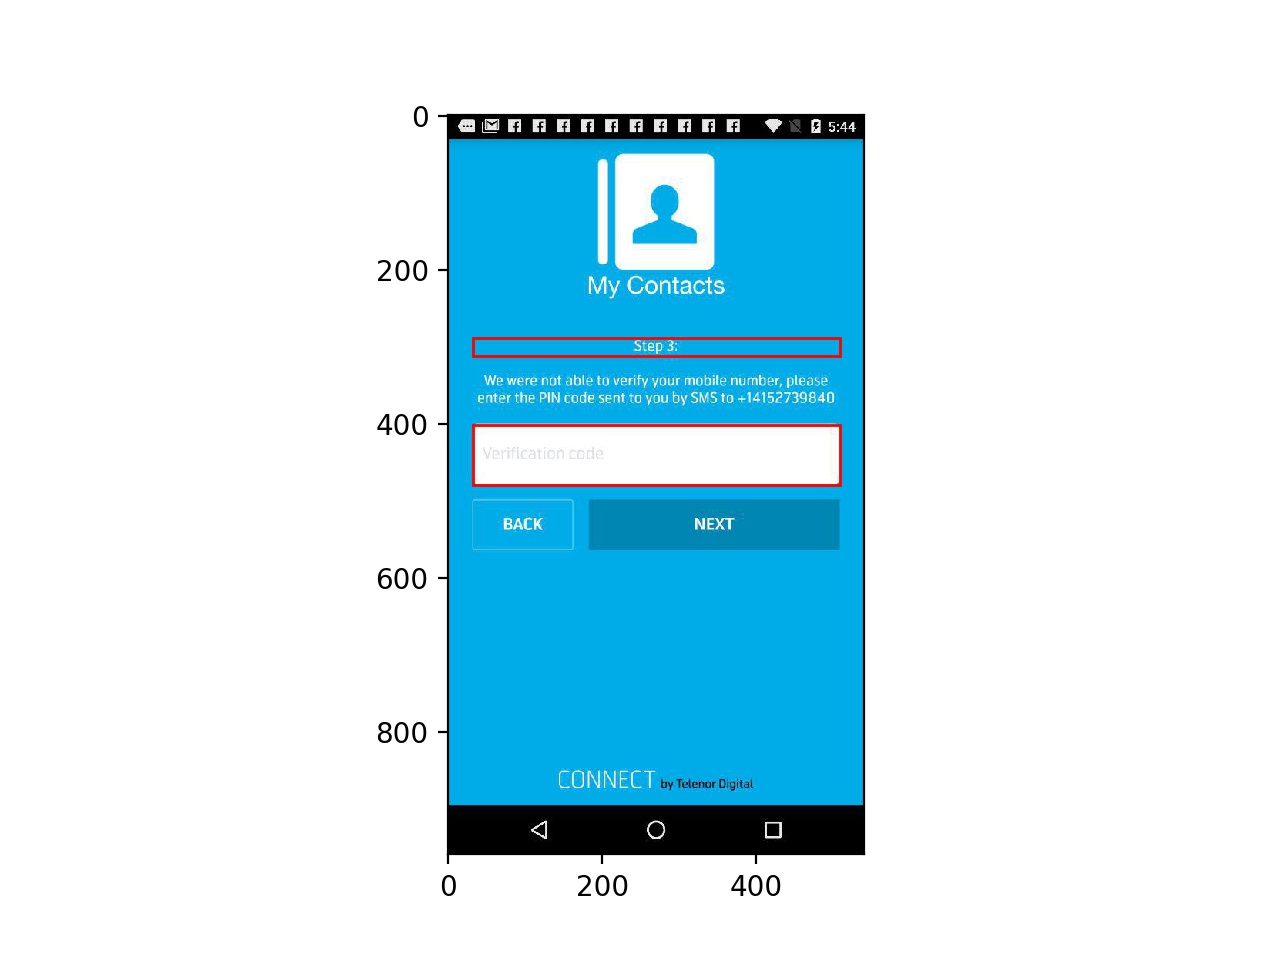 0
200
400
600
800
5:44
My Contacts
Step 3:
We were not able to verify your mobile number, please
enter the PIN code sent to you by SMS to +14152739840
Verification code
BACK NEXT
CONNECT by Telenor Digital
0 200 400